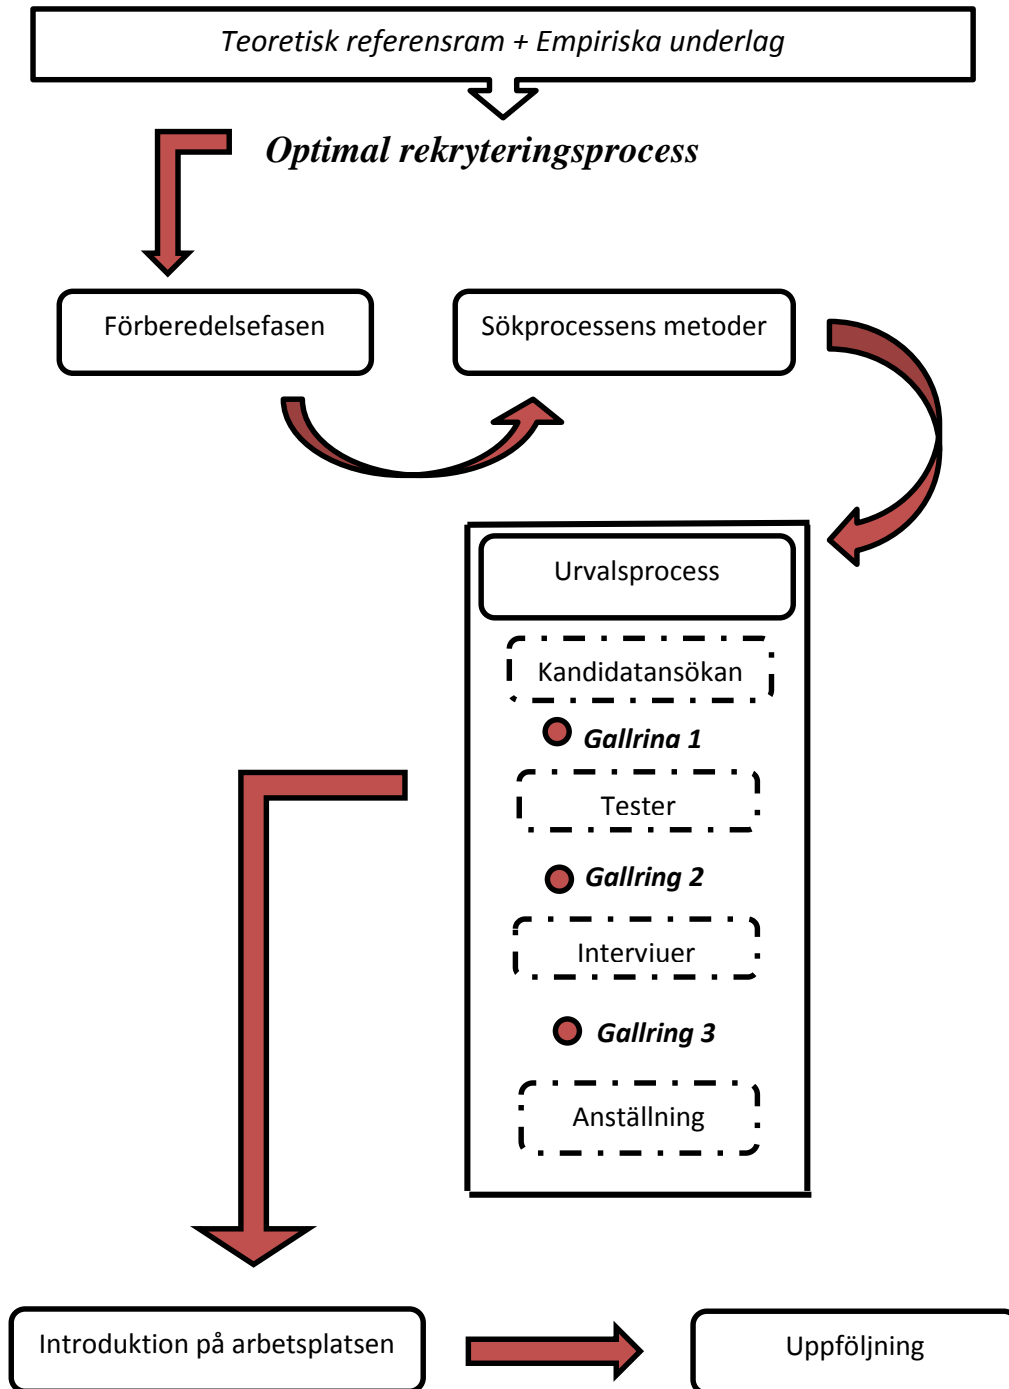 Teoretisk referensram + Empiriska underlag
Optimal rekryteringsprocess
Förberedelsefasen
Sökprocessens metoder
Urvalsprocess
Kandidatansökan
Gallrina 1
Tester
Gallring 2
Interviuer
Gallring 3
Anställning
Introduktion på arbetsplatsen
Uppföljning